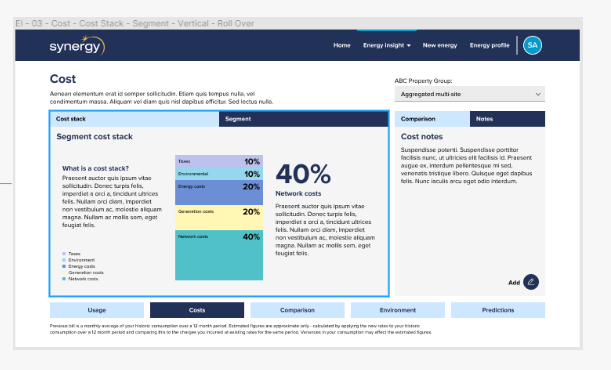 EI - 03 - Cost - Cost Stack - Segment - Vertical - Roll Over
synergy
Home Energy insight New energy Energy profile SA
Cost
Aenean elementum erat id semper sollicitudin. Etiam quis tempus nulla, vel
condimentum massa. Aliquam vel diam quis nisl dapibus efficitur. Sed lectus nulla.
ABC Property Group:
Aggregated multi-site
Cost stack Segment
Segment cost stack
What is a cost stack?
Praesent auctor quis ipsum vitae
sollicitudin. Donec turpis felis,
imperdiet a orci a, tincidunt ultrices
felis. Nullam orci diam, imperdiet
non vestibulum ac, molestie aliquam
magna. Nullam ac mollis sem, eget
feugiat felis.
Taxes
Environment
Energy costs
Generation costs
Network costs
Taxes 10%
Environmental 10%
Energy costs 20%
Generation costs 20%
Network costs 40%
40%
Network costs
Praesent auctor quis ipsum vitae
sollicitudin. Donec turpis felis,
imperdiet a orci a, tincidunt ultrices
felis. Nullam orci diam, imperdiet
non vestibulum ac, molestie aliquam
magna. Nullam ac mollis sem, eget
feugiat felis.
Comparison Notes
Cost notes
Suspendisse potenti. Suspendisse porttitor
facilisis nunc, ut ultricies elit facilisis id. Praesent
augue ex, interdum pellentesque mi sed,
venenatis tristique libero. Quisque eget dapibus
felis. Nunc iaculis arcu eget odio interdum.
Add
Usage Costs Comparison Environment Predictions
Previous bill is a monthly average of your historic consumption over a 12 month period. Estimated figures are approximate only - calculated by applying the new rates to your historic
consumption over a 12 month period and comparing this to the charges you incurred at existing rates for the same period. Variances in your consumption may affect the estimated figures.